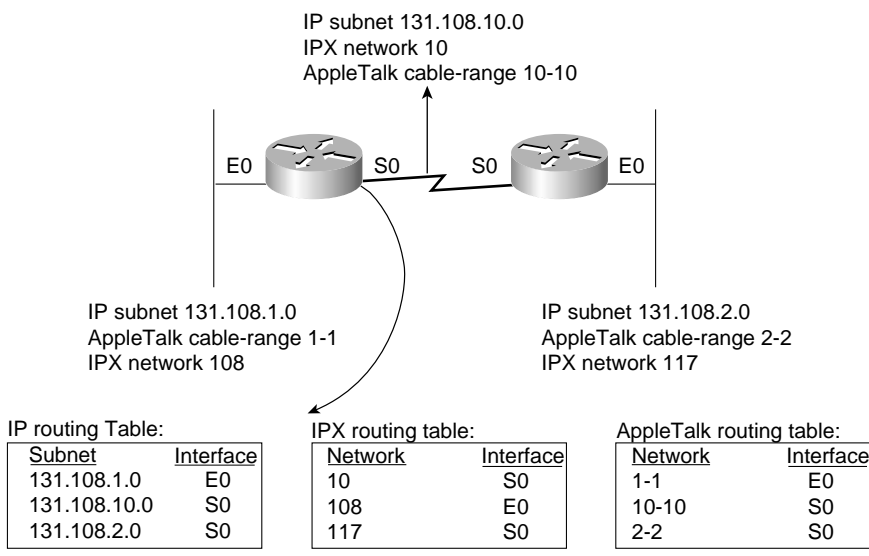 IP subnet 131.108.10.0
IPX network 10
AppleTalk cable-range 10-10
E0
S0
S0
E0
IP subnet 131.108.1.0
AppleTalk cable-range 1-1
IPX network 108
IP subnet 131.108.2.0
AppleTalk cable-range 2-2
IPX network 117
IP routing Table:
Subnet Interface
131.108.1.0 E0
131.108.10.0 S0
131.108.2.0 S0
IPX routing table:
Network Interface
10 S0
108 E0
117 S0
AppleTalk routing table:
Network Interface
1-1 E0
10-10 S0
2-2 S0